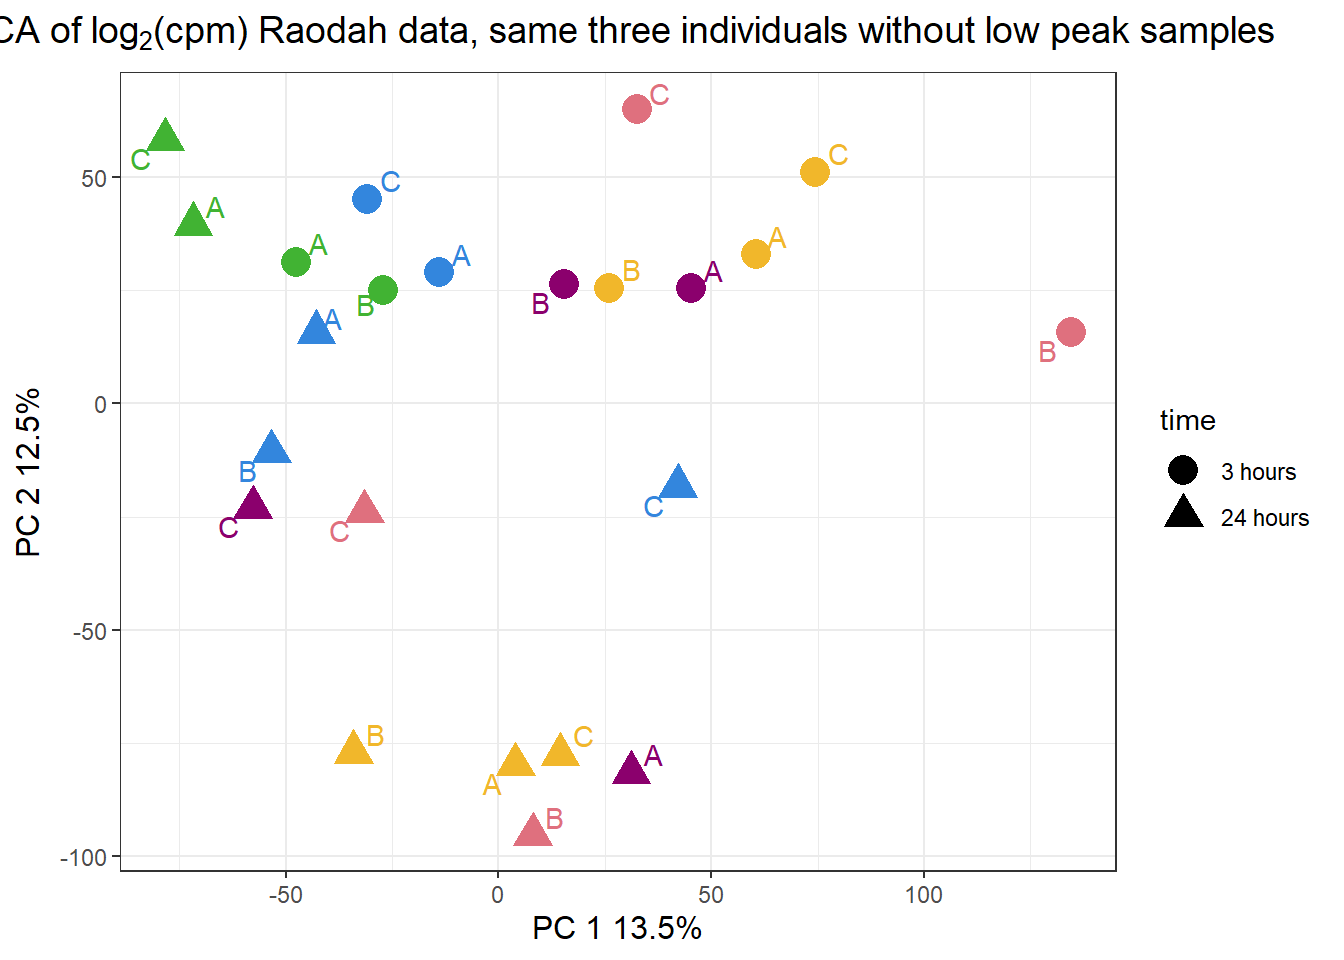 CA of log₂(cpm) Raodah data, same three individuals without low peak samples
C
C
C
C
A
A
A
A
B
A
B
B
A
A
B
B
C
C
C
B
C
A
A
B
50
0
-50
-100
-50
0
50
100
PC 1 13.5%
PC 2 12.5%
time
3 hours
24 hours